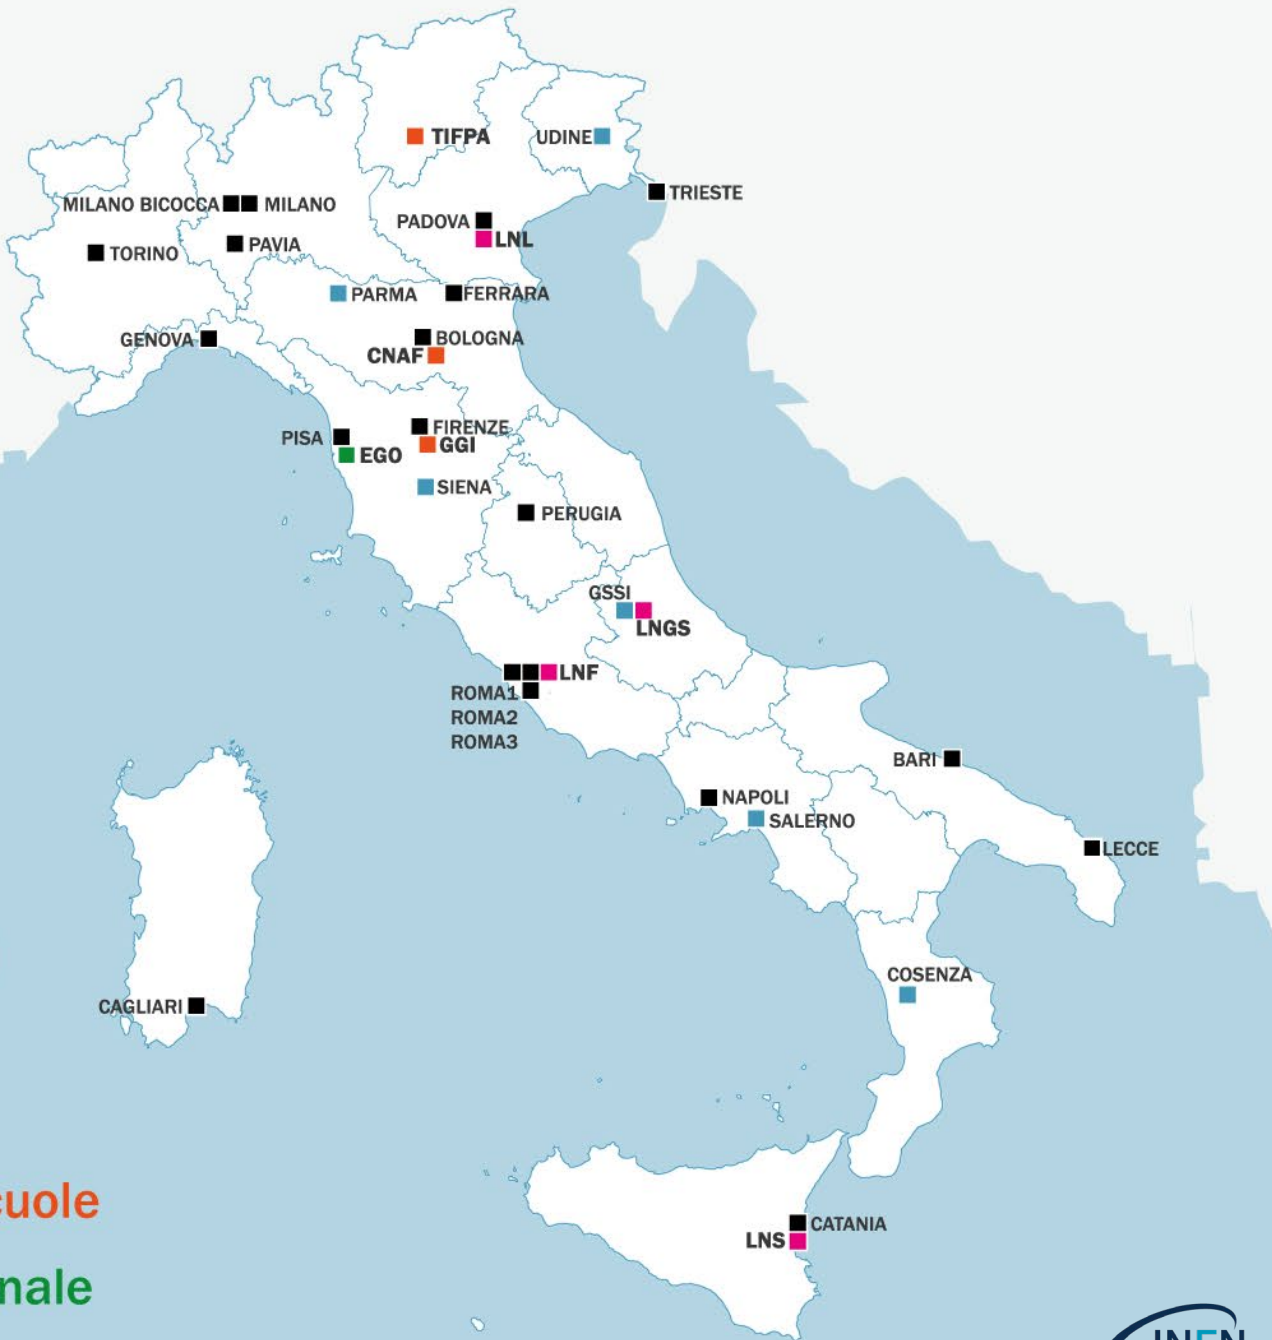 TIFPA
UDINE
TRIESTE
MILANO BICOCCA
MILANO
PADOVA
LNL
PAVIA
TORINO
PARMA
FERRARA
GENOVA
BOLOGNA
CNAF
FIRENZE
PISA
GGI
EGO
SIENA
PERUGIA
GSSI
LNGS
LNF
ROMA1
ROMA2
ROMA3
BARI
NAPOLI
SALERNO
LECCE
COSENZA
CAGLIARI
cuole
CATANIA
LNS
nale
INFN